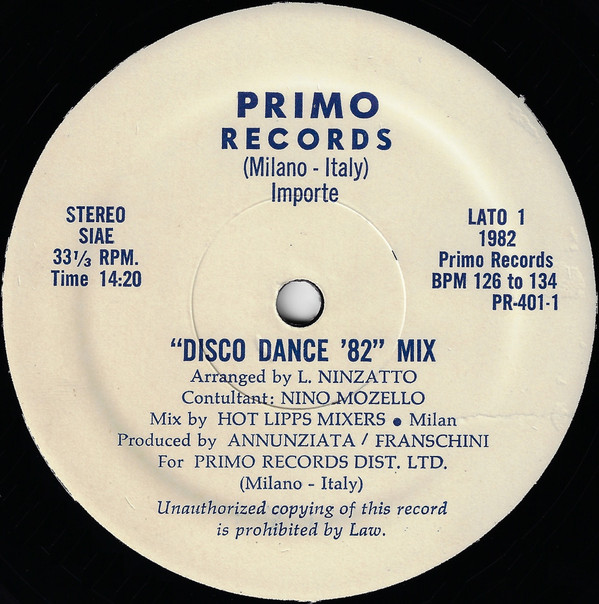 PRIMO
RECORDS
(Milano - Italy)
Importe
STEREO
SIAE
33 1/3 RPM.
Time 14:20
LATO 1
1982
Primo Records
BPM 126 to 134
PR-401-1
“DISCO DANCE '82” MIX
Arranged by L. NINZATTO
Contultant: NINO MOZELLO
Mix by HOT LIPPS MIXERS ● Milan
Produced by ANNUNZIATA / FRANSCHINI
For PRIMO RECORDS DIST. LTD.
(Milano - Italy)
Unauthorized copying of this record
is prohibited by Law.